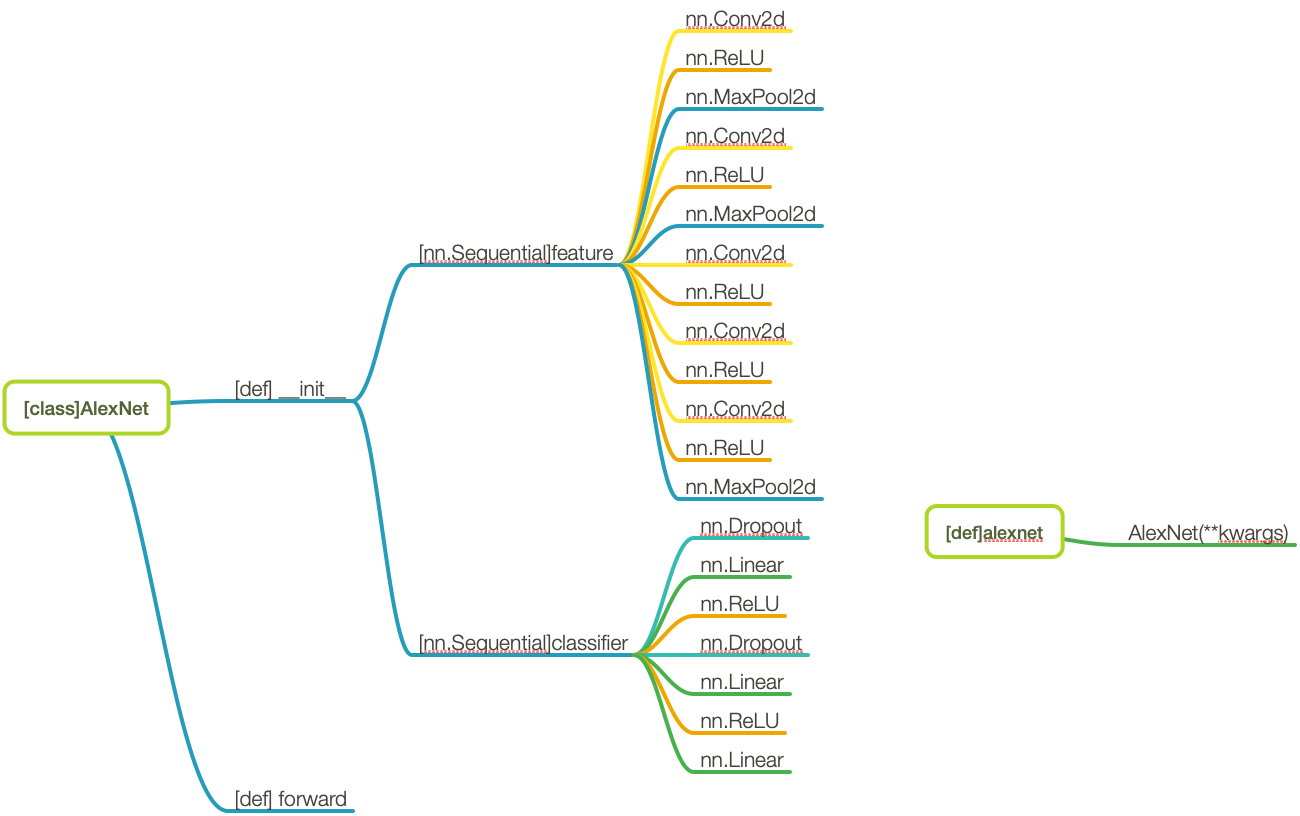 nn.Conv2d
nn.ReLU
nn.MaxPool2d
nn.Conv2d
nn.ReLU
nn.MaxPool2d
[nn.Sequential]feature
nn.Conv2d
nn.ReLU
nn.Conv2d
nn.ReLU
[def] __init__
[class]AlexNet
nn.Conv2d
nn.ReLU
nn.MaxPool2d
nn.Dropout
[def]alexnet
AlexNet(**kwargs)
nn.Linear
nn.ReLU
[nn.Sequential]classifier
nn.Dropout
nn.Linear
nn.ReLU
nn.Linear
[def] forward